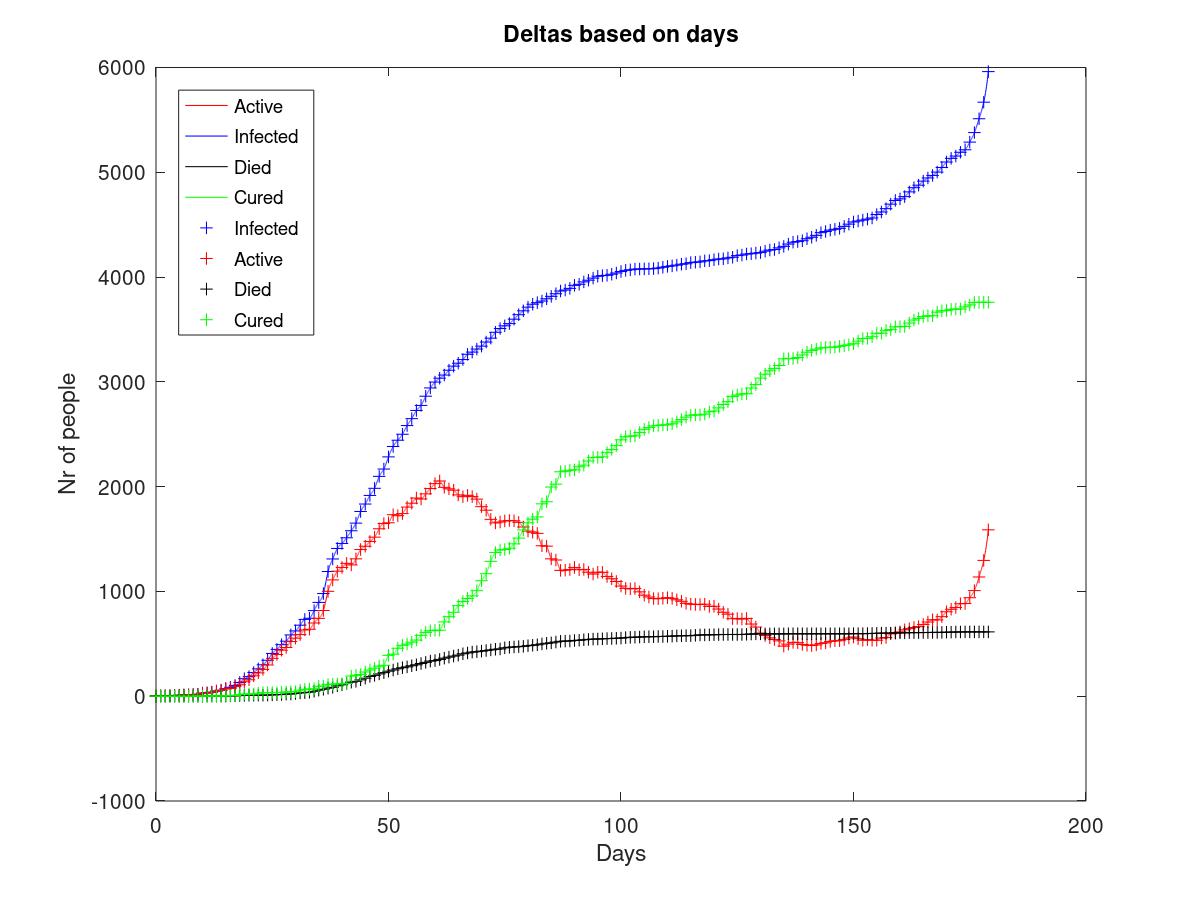 Deltas based on days
6000
5000
4000
3000
2000
1000
0
-1000
Nr of people
Active
Infected
Died
Cured
Infected
Active
Died
Cured
0 50 100 150 200
Days